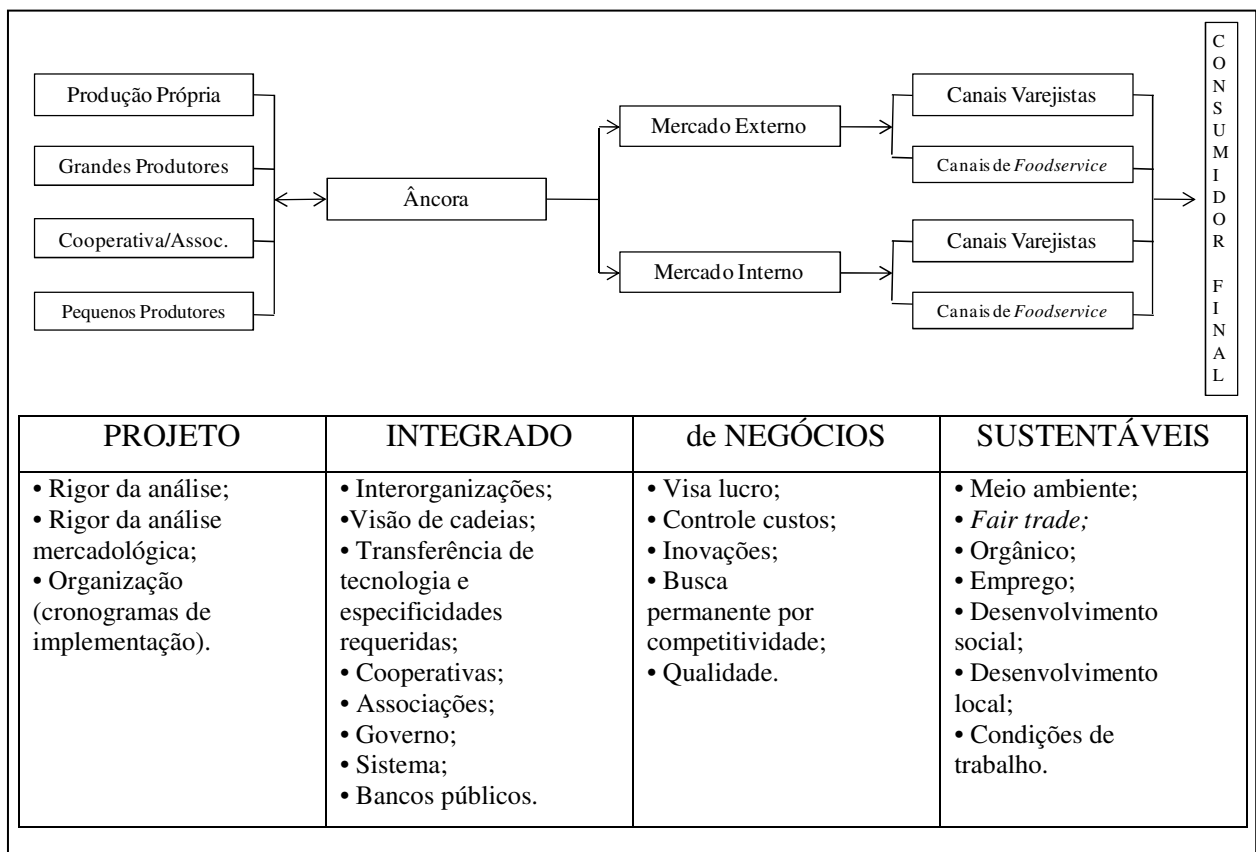 Produção Própria
Grandes Produtores
Cooperativa/Assoc.
Pequenos Produtores
Âncora
Mercado Externo
Mercado Interno
Canais Varejistas
Canais de Foodservice
Canais Varejistas
Canais de Foodservice
C
O
N
S
U
M
I
D
O
R
F
I
N
A
L
PROJETO
• Rigor da análise;
• Rigor da análise
mercadológica;
• Organização
(cronogramas de
implementação).
INTEGRADO
• Interorganizações;
•Visão de cadeias;
• Transferência de
tecnologia e
especificidades
requeridas;
• Cooperativas;
• Associações;
• Governo;
• Sistema;
• Bancos públicos.
de NEGÓCIOS
• Visa lucro;
• Controle custos;
• Inovações;
• Busca
permanente por
competitividade;
• Qualidade.
SUSTENTÁVEIS
• Meio ambiente;
• Fair trade;
• Orgânico;
• Emprego;
• Desenvolvimento
social;
• Desenvolvimento
local;
• Condições de
trabalho.